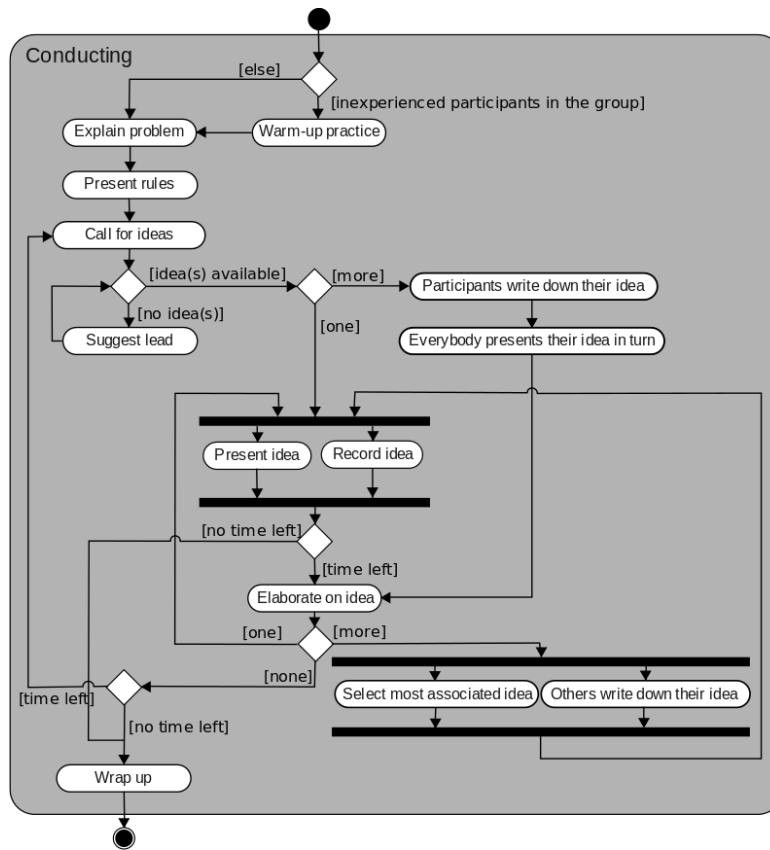 Conducting
[else]
[inexperienced participants in the group]
Explain problem
Warm-up practice
Present rules
Call for ideas
[idea(s) available]
[more]
Participants write down their idea
[no idea(s)]
[one]
Suggest lead
Everybody presents their idea in turn
Present idea
Record idea
[no time left]
[time left]
Elaborate on idea
[one]
[more]
[none]
Select most associated idea
Others write down their idea
[time left]
[no time left]
Wrap up